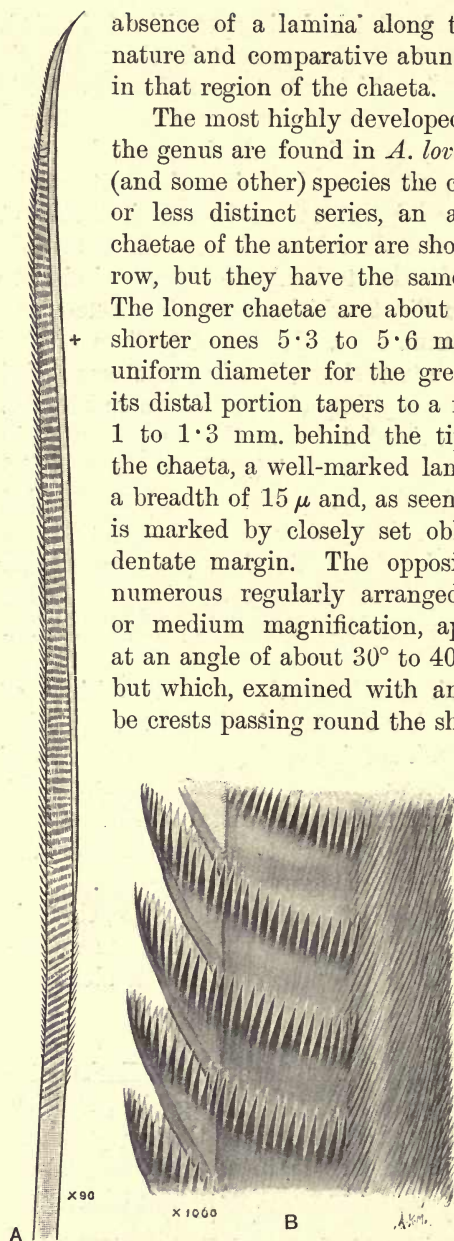 absence of a lamina along t
nature and comparative abun
in that region of the chaeta.
The most highly developed
the genus are found in A. lov
(and some other) species the c
or less distinct series, an a
chaetae of the anterior are sho
row, but they have the same
The longer chaetae are about
shorter ones 5·3 to 5·6 m
uniform diameter for the gre
its distal portion tapers to a
1 to 1·3 mm. behind the ti
the chaeta, a well-marked lan
a breadth of 15 μ and, as seen
is marked by closely set ob
dentate margin. The opposi
numerous regularly arranged
or medium magnification, ap
at an angle of about 30° to 40
but which, examined with an
be crests passing round the sh
+
×90
×1000
A
B